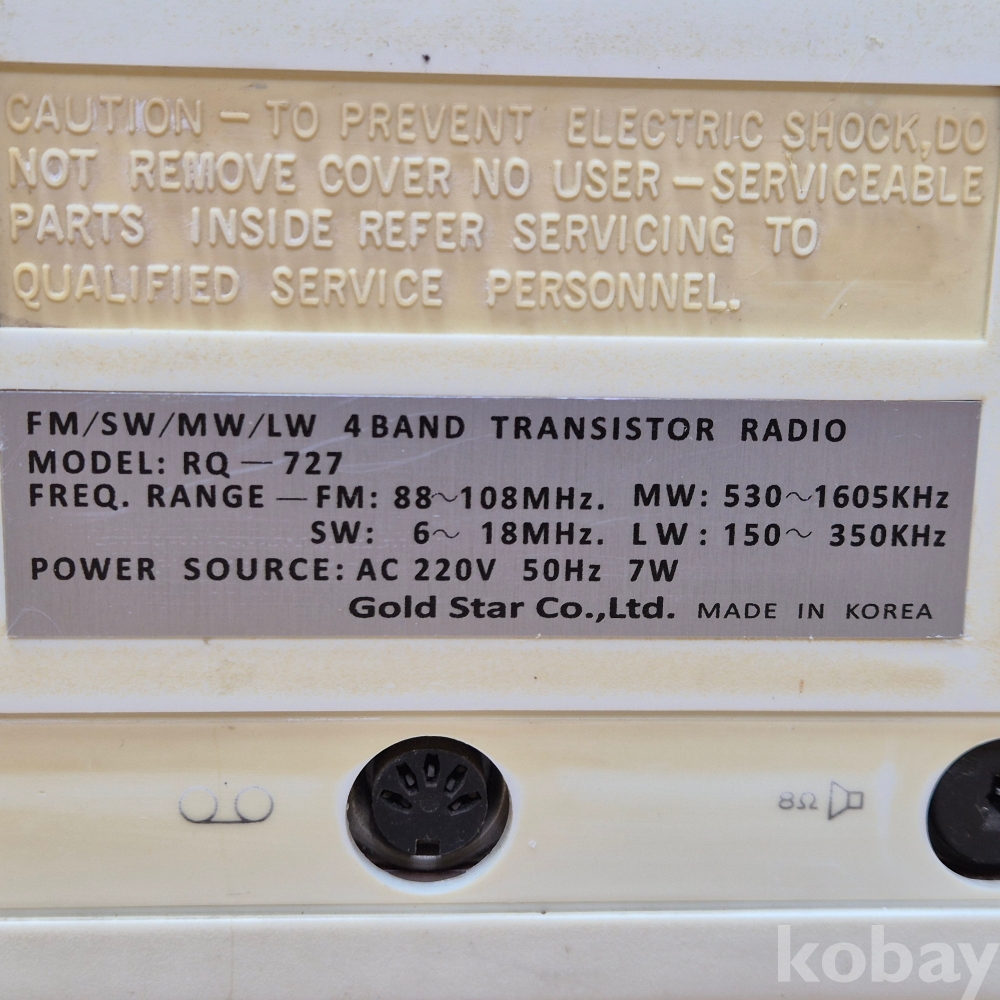 CAUTION - TO PREVENT ELECTRIC SHOCK, DO
NOT REMOVE COVER NO USER - SERVICEABLE
PARTS INSIDE REFER SERVICING TO
QUALIFIED SERVICE PERSONNEL.
FM/SW/MW/LW 4 BAND TRANSISTOR RADIO
MODEL: RQ — 727
FREQ. RANGE — FM: 88~108MHz. MW: 530~1605KHz
SW: 6~ 18MHz. LW: 150~ 350KHz
POWER SOURCE: AC 220V 50Hz 7W
Gold Star Co.,Ltd. MADE IN KOREA
8Ω
kobay